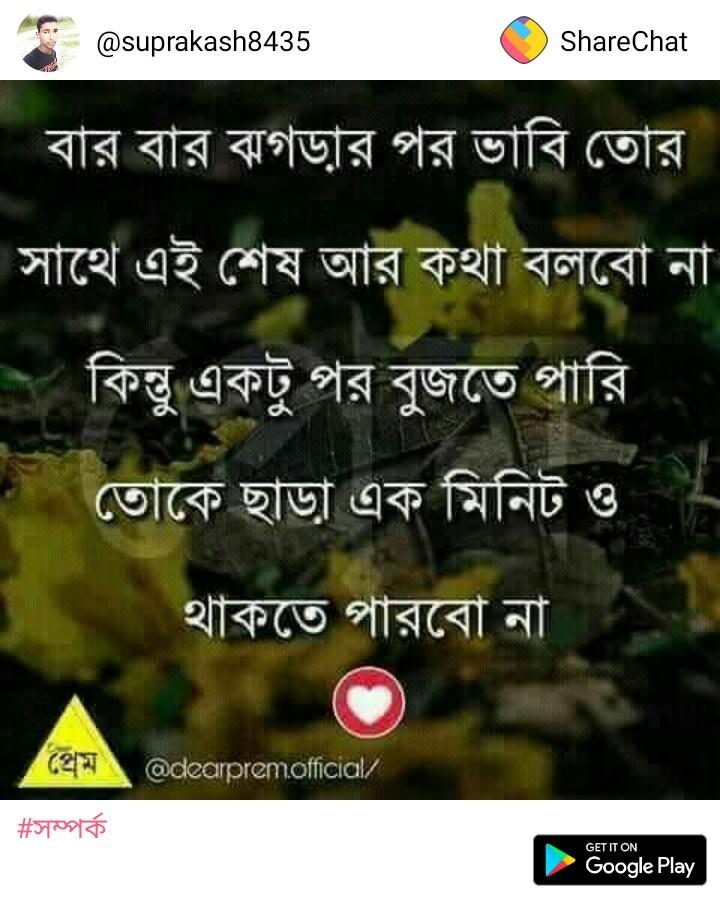 @suprakash8435
ShareChat
বার বার ঝগড়ার পর ভাবি তোর
সাথে এই শেষ আর কথা বলবো না
কিন্তু একটু পর বুজতে পারি
তোকে ছাড়া এক মিনিট ও
থাকতে পারবো না
প্রেম
@dearprem.official/
#সম্পর্ক
GET IT ON
Google Play